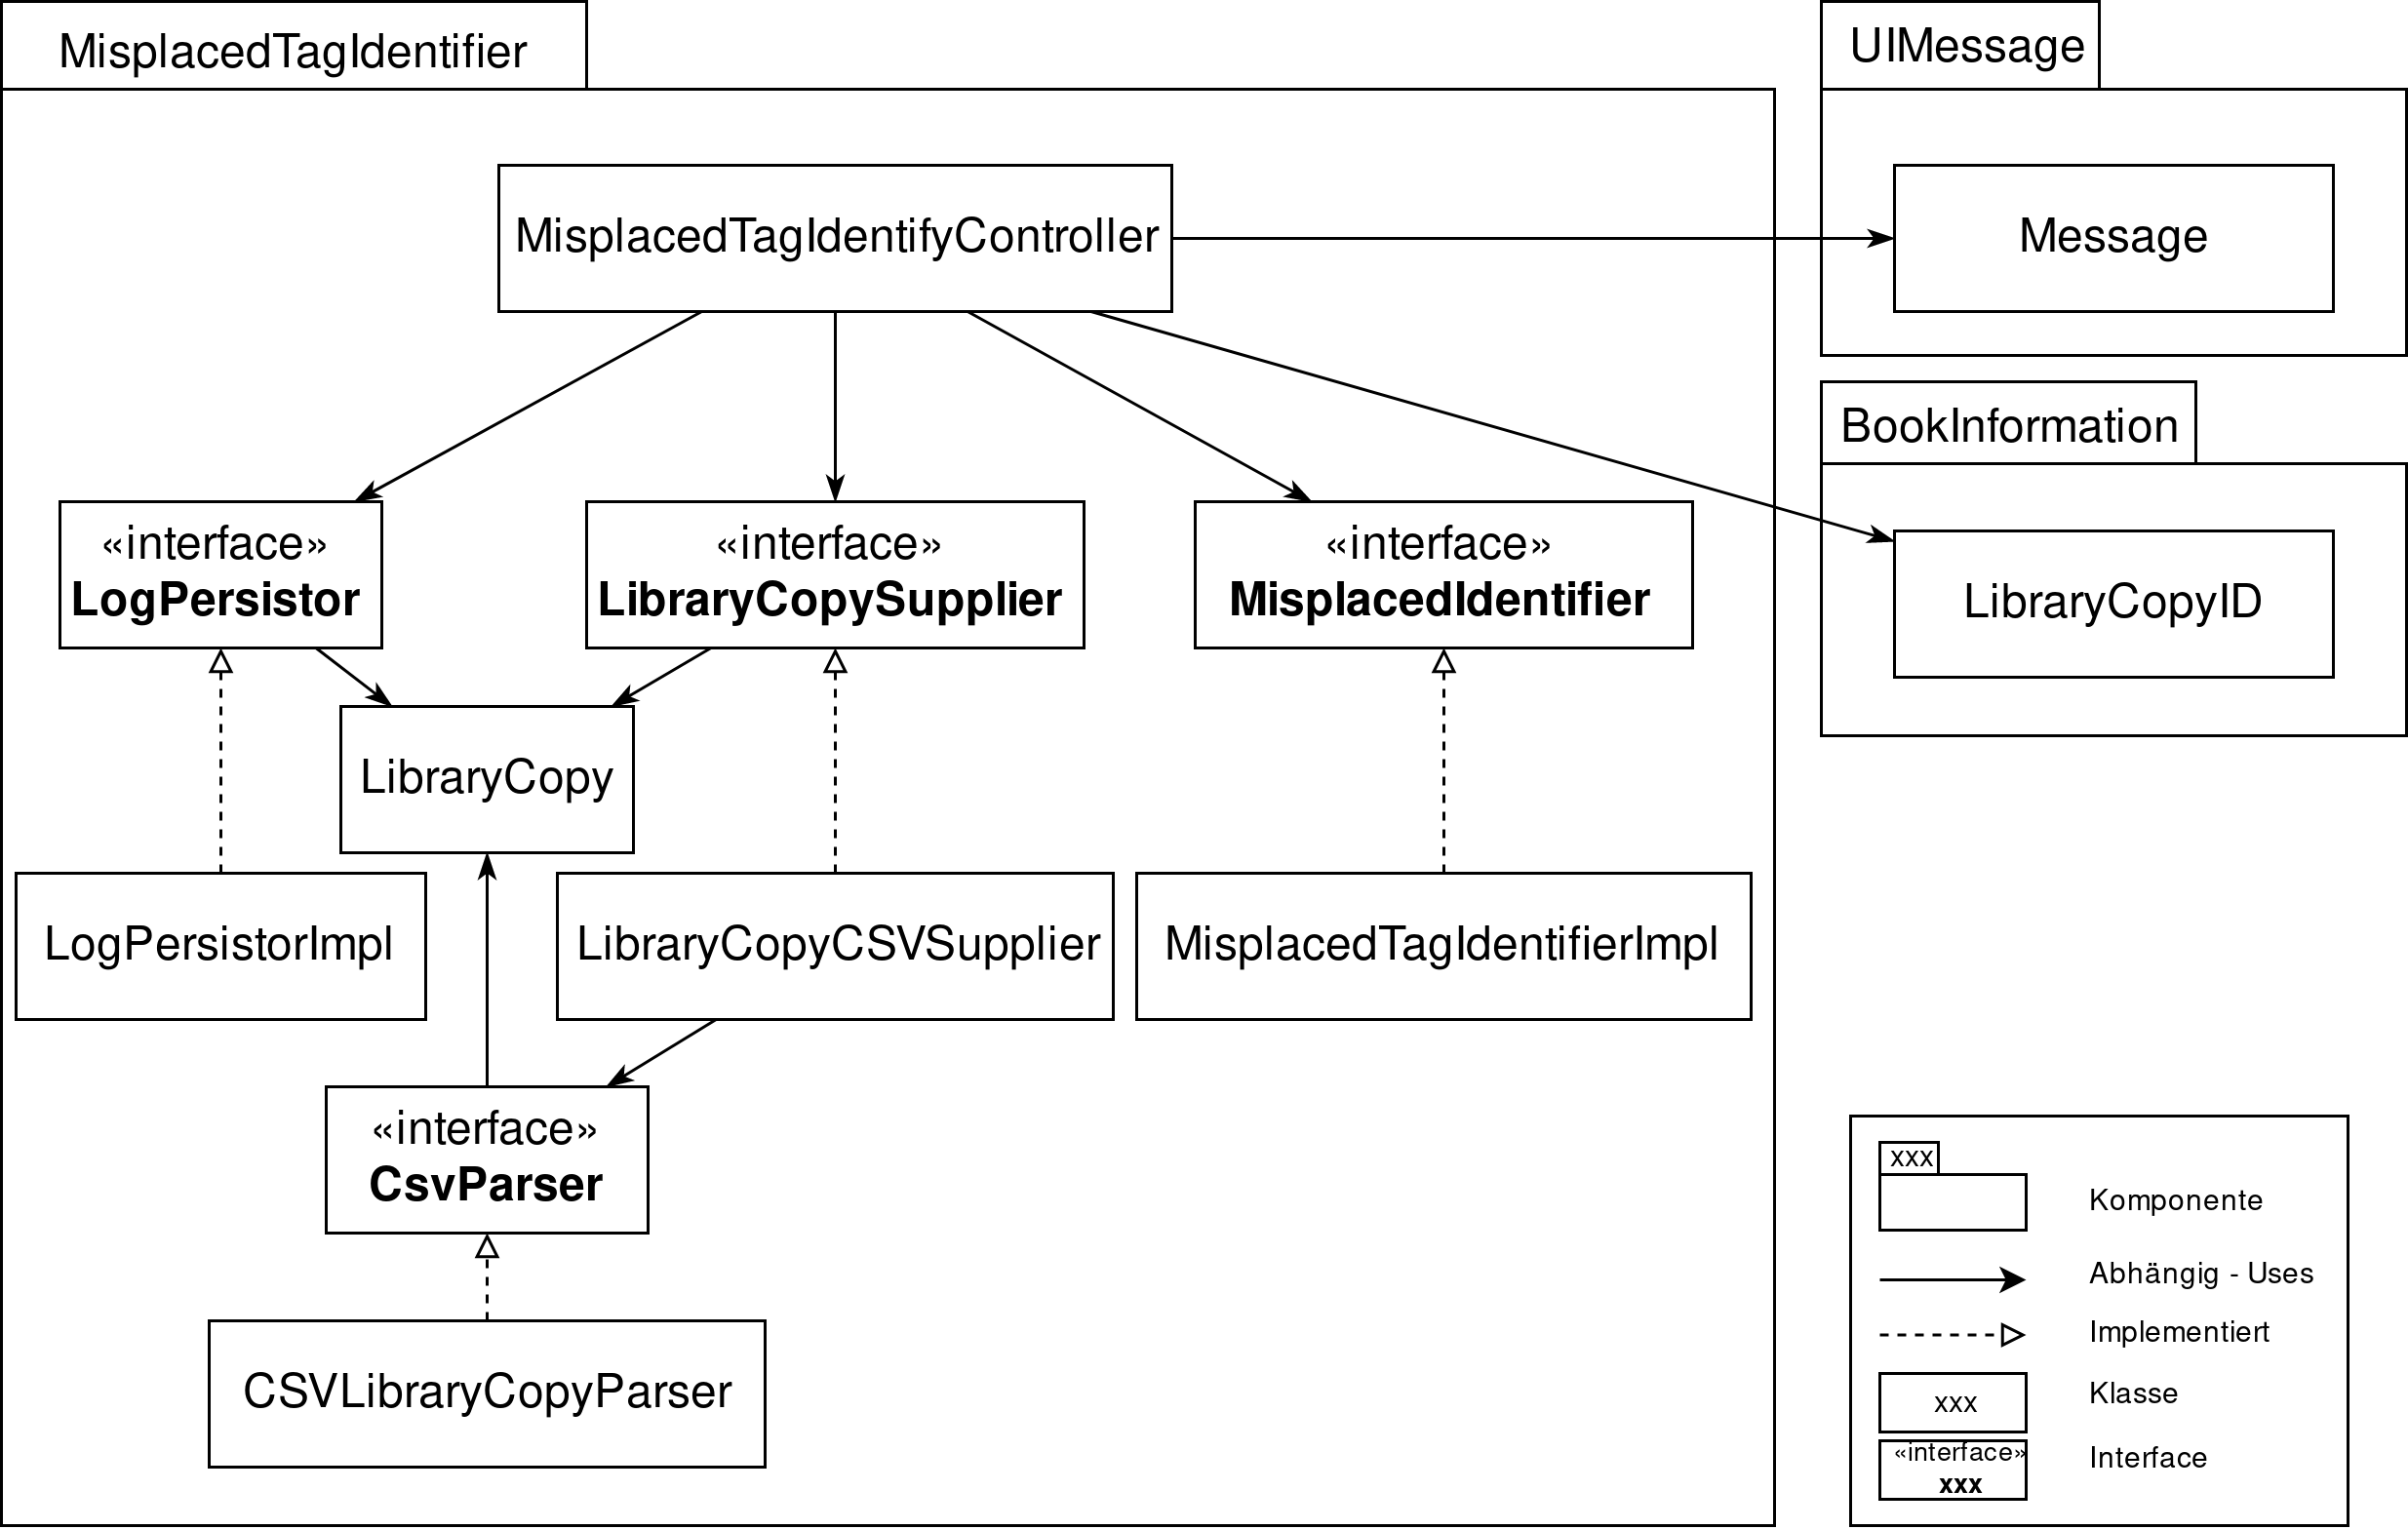 MisplacedTagIdentifier
UIMessage
MisplacedTagIdentifyController
Message
BookInformation
«interface»
LogPersistor
«interface»
LibraryCopySupplier
«interface»
MisplacedIdentifier
LibraryCopyID
LibraryCopy
LogPersistorImpl
LibraryCopyCSVSupplier
MisplacedTagIdentifierImpl
«interface»
CsvParser
CSVLibraryCopyParser
xxx
Komponente
Abhängig - Uses
Implementiert
xxx
Klasse
«interface»
xxx
Interface